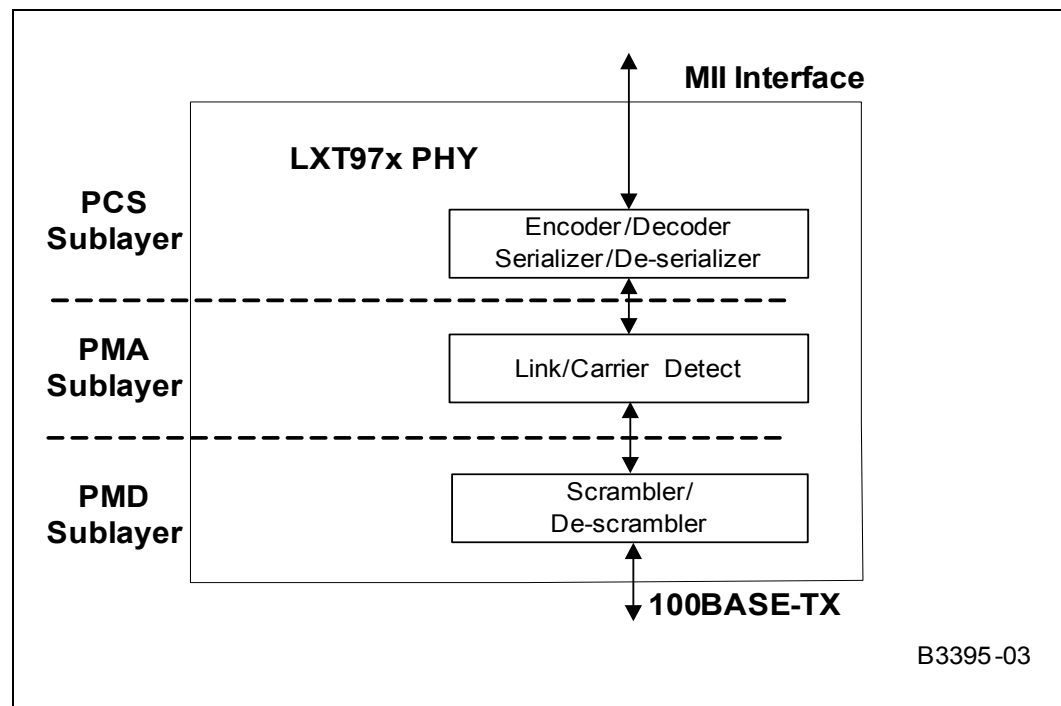 MII Interface
LXT97x PHY
PCS
Sublayer
Encoder/Decoder
Serializer/De-serializer
PMA
Sublayer
Link/Carrier Detect
PMD
Sublayer
Scrambler/
De-scrambler
100BASE-TX
B3395-03